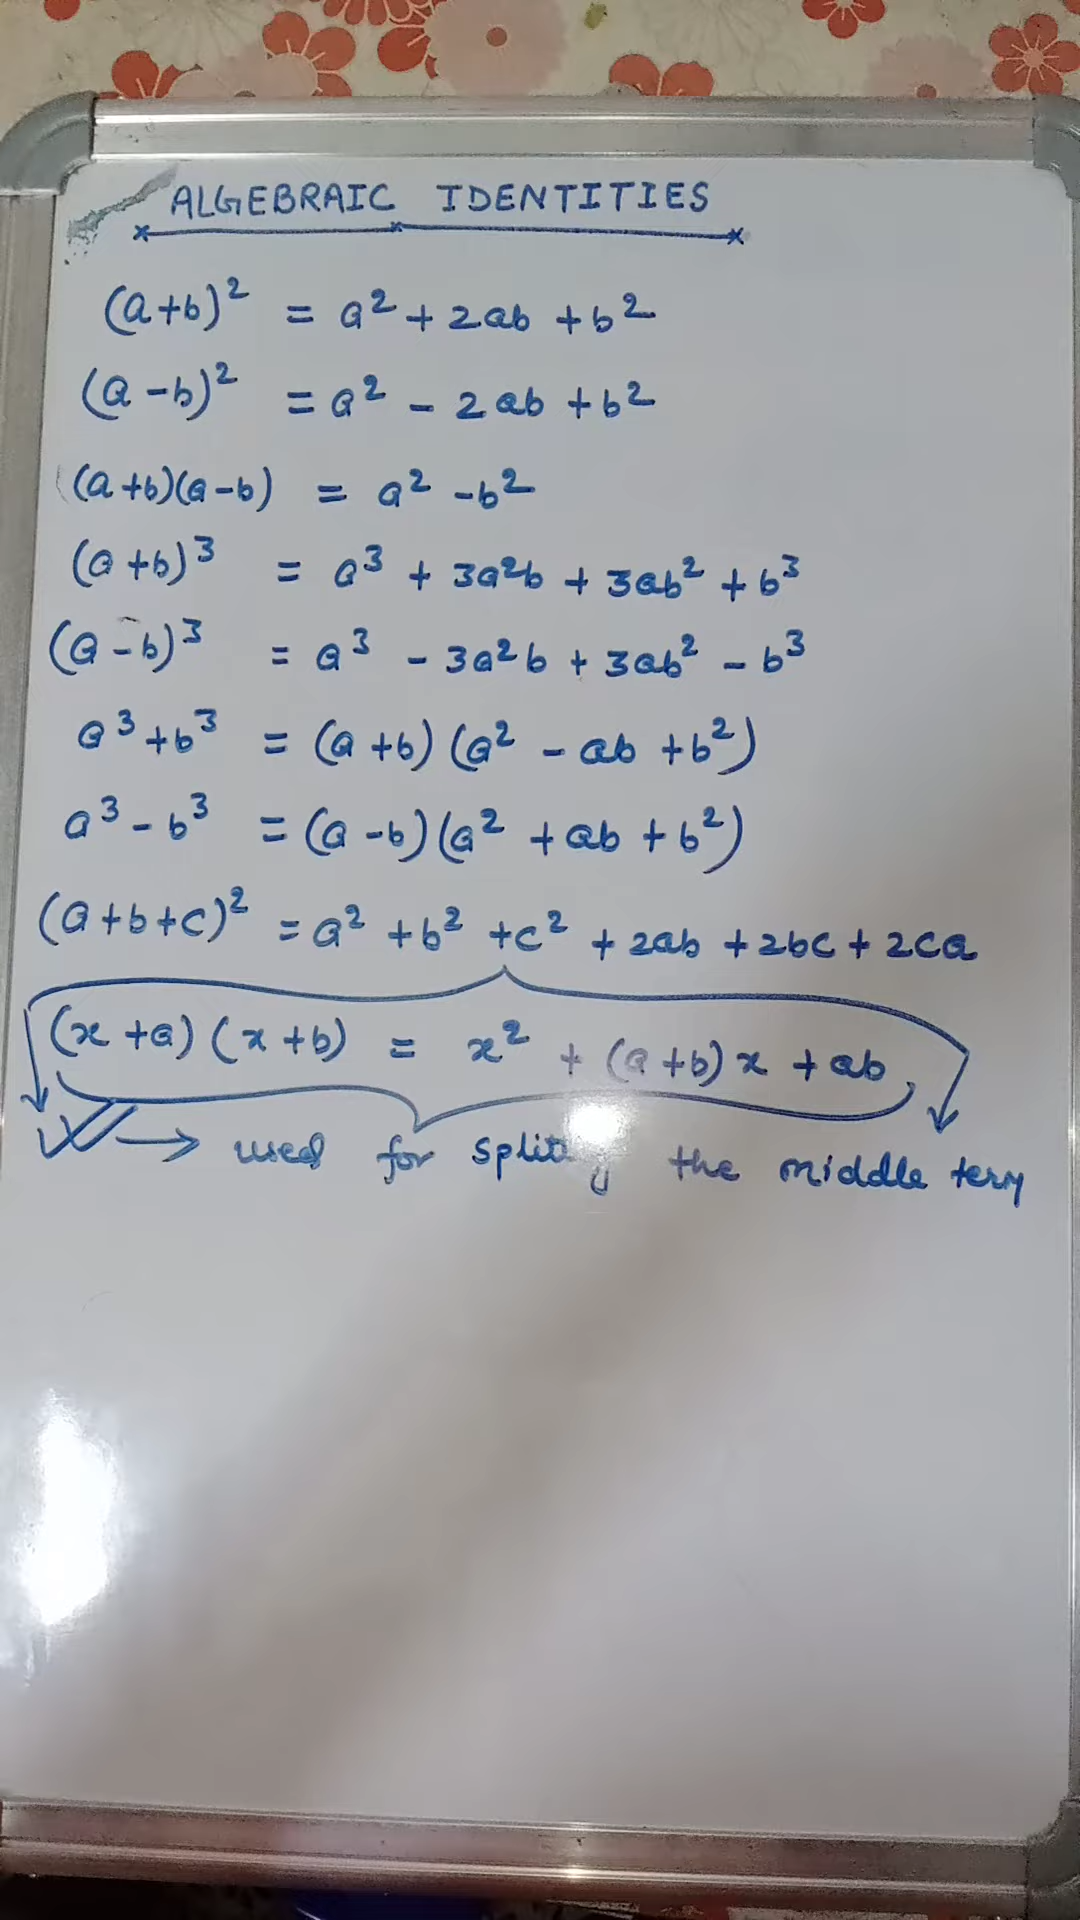 ALGEBRAIC IDENTITIES
(a+b)² = a² + 2ab + b²
(a-b)² = a² - 2ab + b²
(a+b)(a-b) = a² - b²
(a+b)³ = a³ + 3a²b + 3ab² + b³
(a-b)³ = a³ - 3a²b + 3ab² - b³
a³+b³ = (a+b)(a² - ab + b²)
a³-b³ = (a-b)(a² + ab + b²)
(a+b+c)² = a² + b² + c² + 2ab + 2bc + 2ca
(x+a)(x+b) = x² + (a+b)x + ab
→ used for the middle term